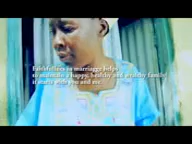 Faithfulness in marriage helps
to maintain a happy, healthy and wealthy family
it starts with you and me.